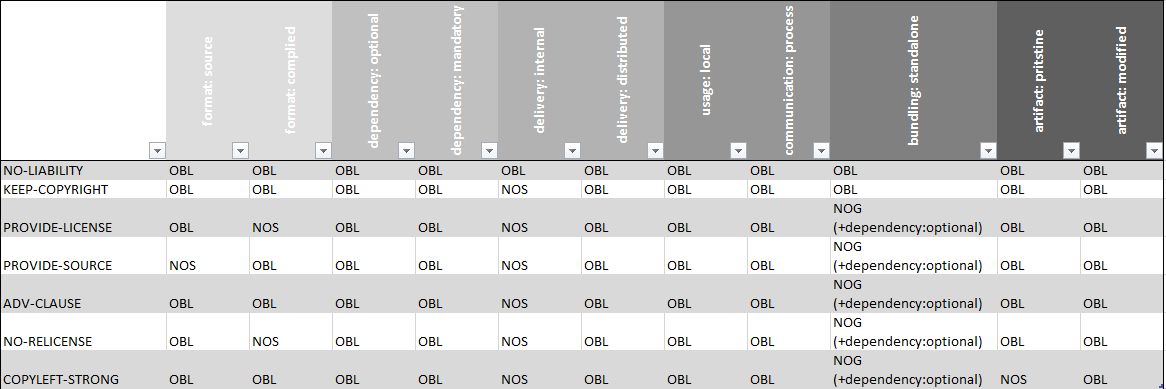 format: source format: complied dependency: optional dependency: mandatory delivery: internal delivery: distributed usage: local communication: process bundling: standalone artifact: pritstine artifact: modified
NO-LIABILITY OBL OBL OBL OBL OBL OBL OBL OBL OBL OBL OBL
KEEP-COPYRIGHT OBL OBL OBL OBL NOS OBL OBL OBL OBL OBL OBL
NOG
PROVIDE-LICENSE OBL NOS OBL OBL NOS OBL OBL OBL (+dependency:optional) OBL OBL
NOG
PROVIDE-SOURCE NOS OBL OBL OBL NOS OBL OBL OBL (+dependency:optional) OBL OBL
NOG
ADV-CLAUSE OBL OBL OBL OBL NOS OBL OBL OBL (+dependency:optional) OBL OBL
NOG
NO-RELICENSE OBL NOS OBL OBL NOS OBL OBL OBL (+dependency:optional) OBL OBL
NOG
COPYLEFT-STRONG OBL OBL OBL OBL NOS OBL OBL OBL (+dependency:optional) NOS OBL